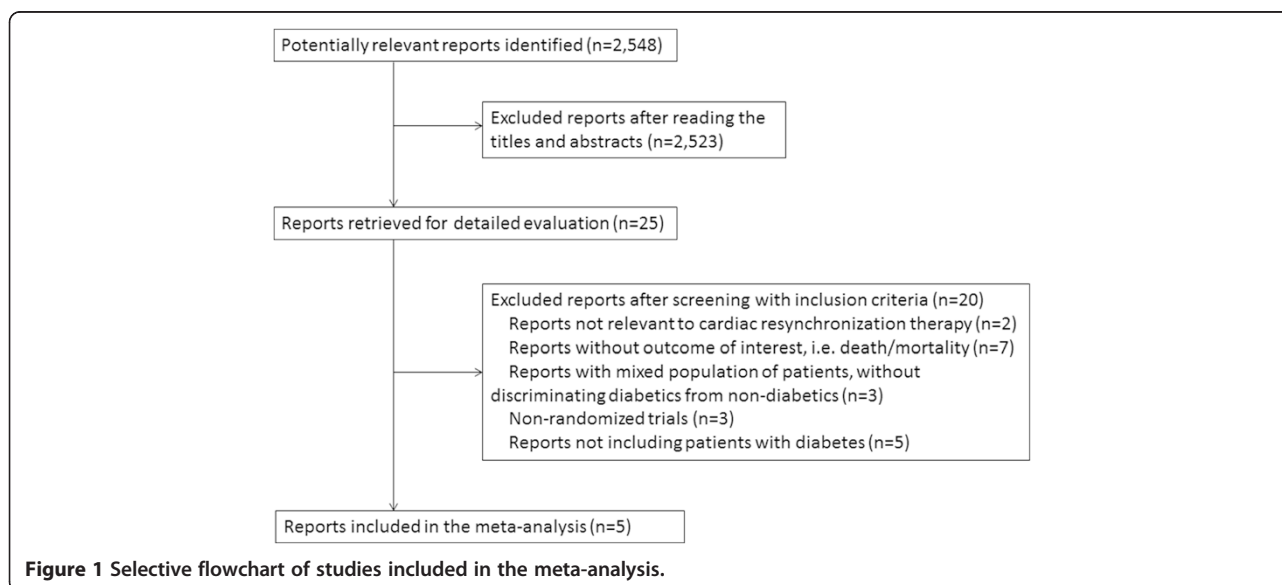 Potentially relevant reports identified (n=2,548)
Excluded reports after reading the
titles and abstracts (n=2,523)
Reports retrieved for detailed evaluation (n=25)
Excluded reports after screening with inclusion criteria (n=20)
Reports not relevant to cardiac resynchronization therapy (n=2)
Reports without outcome of interest, i.e. death/mortality (n=7)
Reports with mixed population of patients, without
discriminating diabetics from non-diabetics (n=3)
Non-randomized trials (n=3)
Reports not including patients with diabetes (n=5)
Reports included in the meta-analysis (n=5)
Figure 1 Selective flowchart of studies included in the meta-analysis.